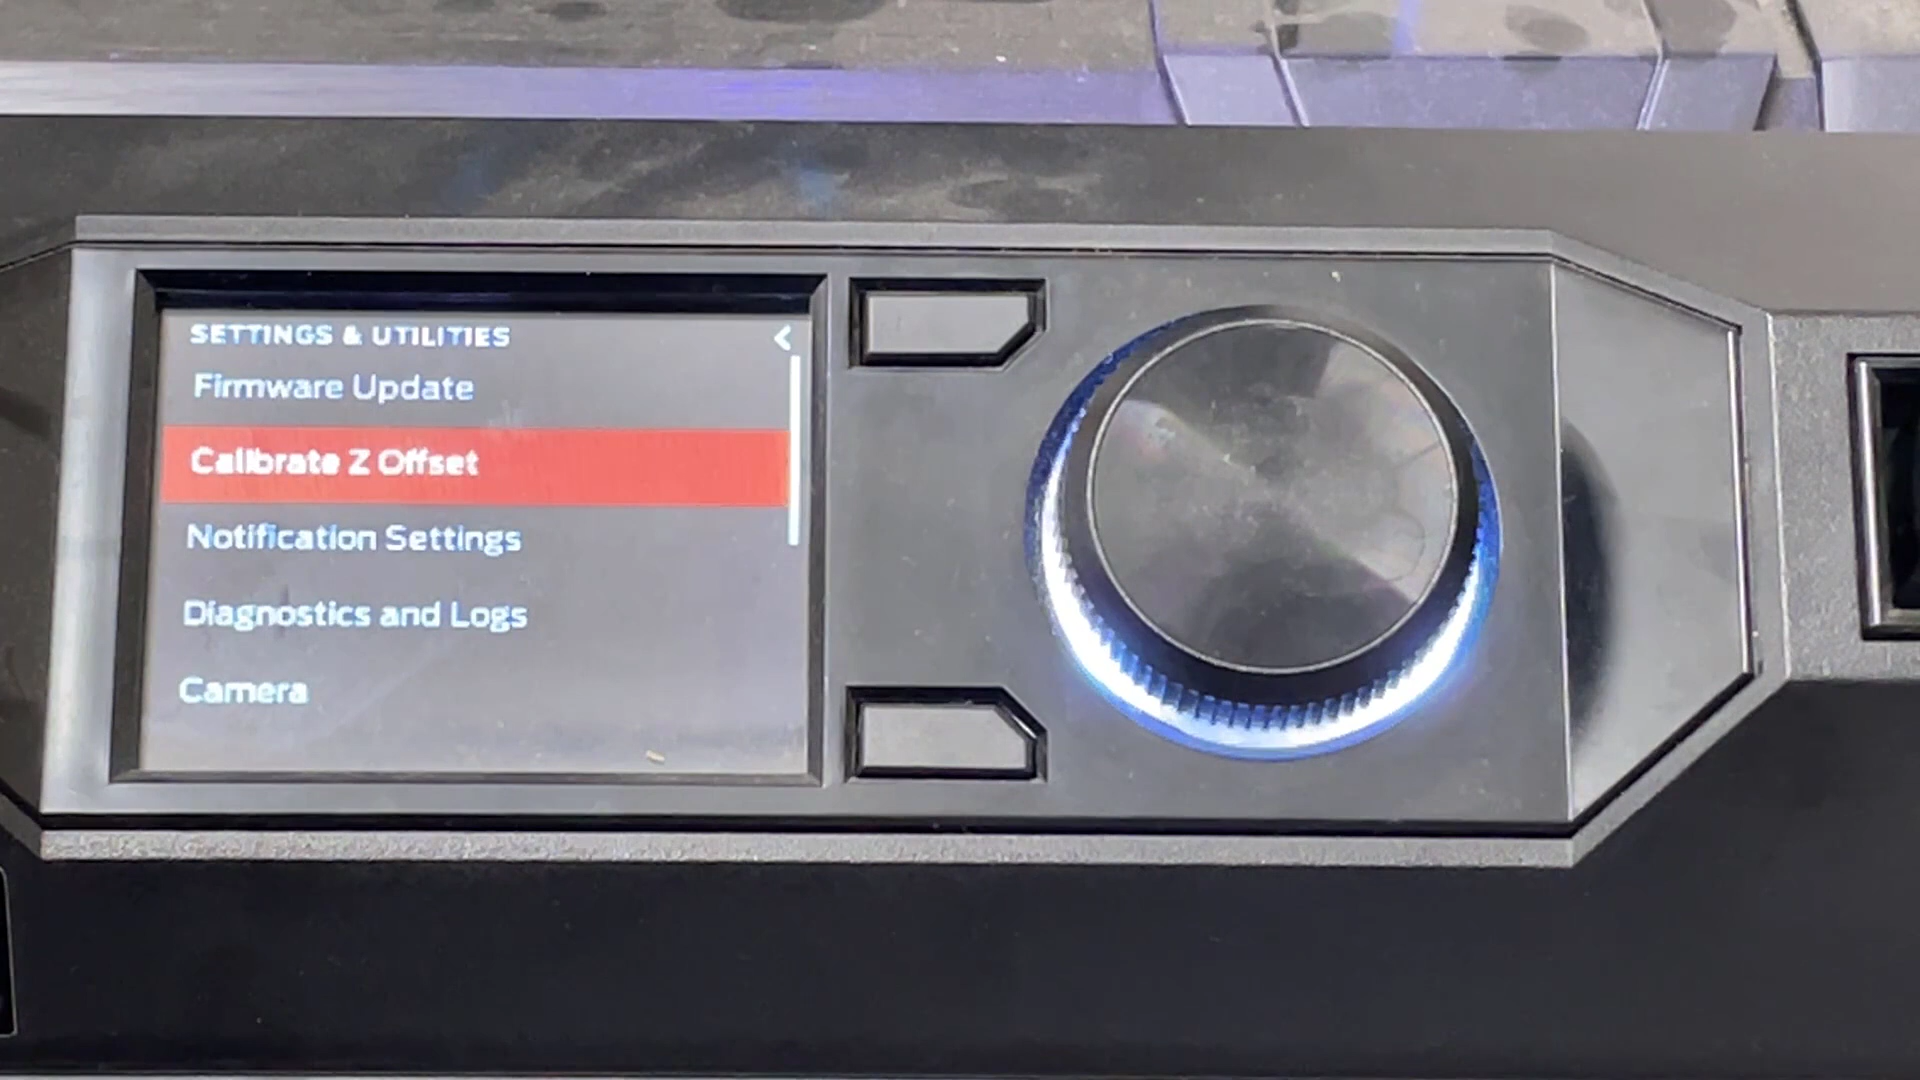 SETTINGS & UTILITIES <
Firmware Update
Calibrate Z Offset
Notification Settings
Diagnostics and Logs
Camera